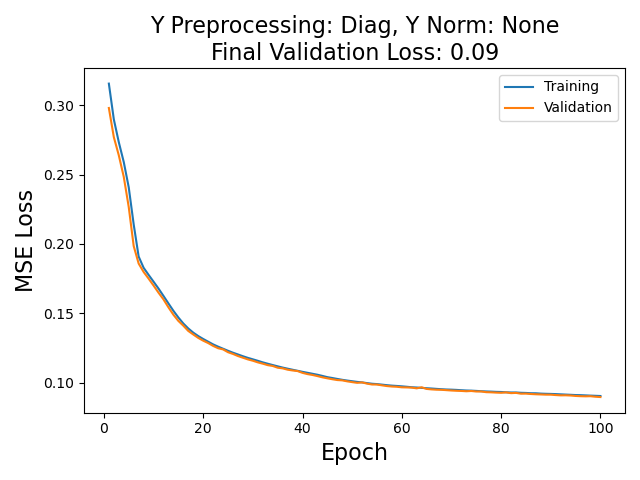 Y Preprocessing: Diag, Y Norm: None
Final Validation Loss: 0.09
Training
Validation
MSE Loss
0.30
0.25
0.20
0.15
0.10
0 20 40 60 80 100
Epoch